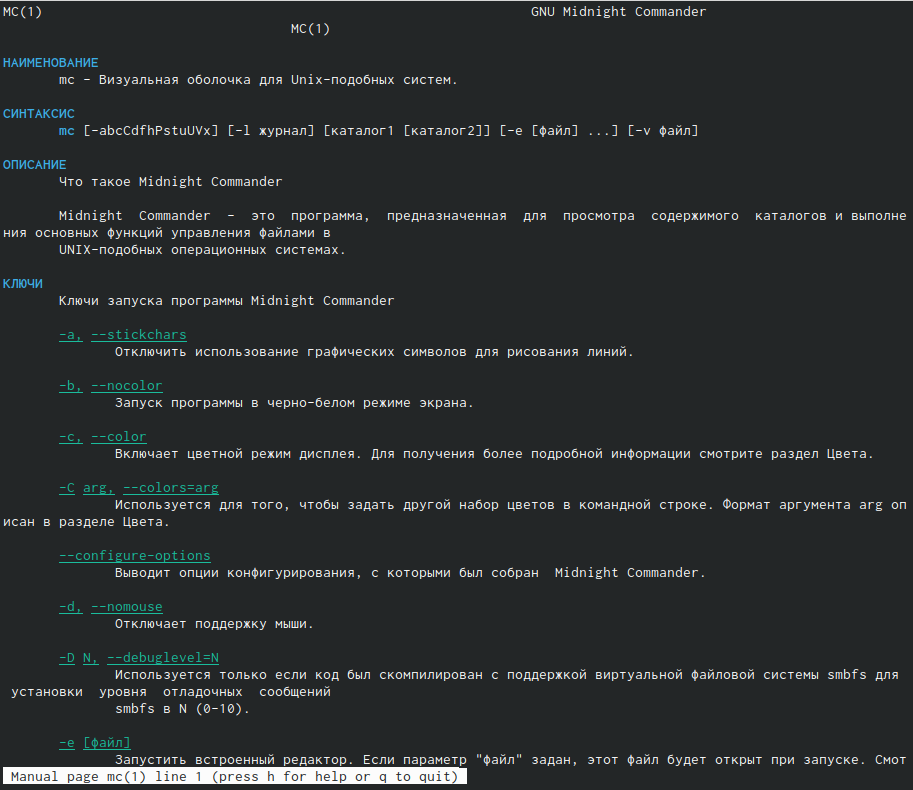 MC(1) GNU Midnight Commander
MC(1)
НАИМЕНОВАНИЕ
mc - Визуальная оболочка для Unix-подобных систем.
СИНТАКСИС
mc [-abcCdfhPstuUVx] [-l журнал] [каталог1 [каталог2]] [-e [файл] ...] [-v файл]
ОПИСАНИЕ
Что такое Midnight Commander
Midnight Commander - это программа, предназначенная для просмотра содержимого каталогов и выполне
ния основных функций управления файлами в
UNIX-подобных операционных системах.
КЛЮЧИ
Ключи запуска программы Midnight Commander
-a, --stickchars
Отключить использование графических символов для рисования линий.
-b, --nocolor
Запуск программы в черно-белом режиме экрана.
-c, --color
Включает цветной режим дисплея. Для получения более подробной информации смотрите раздел Цвета.
-C arg, --colors=arg
Используется для того, чтобы задать другой набор цветов в командной строке. Формат аргумента arg оп
исан в разделе Цвета.
--configure-options
Выводит опции конфигурирования, с которыми был собран Midnight Commander.
-d, --nomouse
Отключает поддержку мыши.
-D N, --debuglevel=N
Используется только если код был скомпилирован с поддержкой виртуальной файловой системы smbfs для
установки уровня отладочных сообщений
smbfs в N (0-10).
-e [файл]
Запустить встроенный редактор. Если параметр "файл" задан, этот файл будет открыт при запуске. Смот
Manual page mc(1) line 1 (press h for help or q to quit)